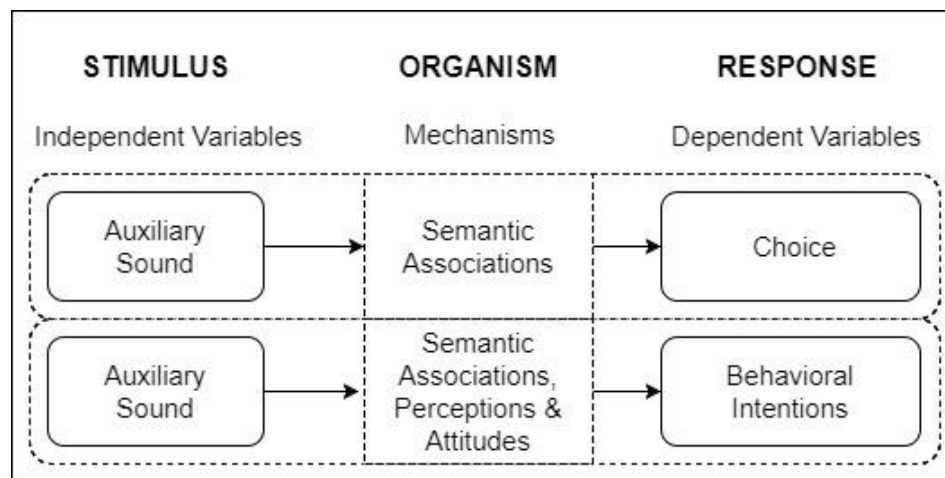 STIMULUS ORGANISM RESPONSE
Independent Variables Mechanisms Dependent Variables
Auxiliary
Sound
Semantic
Associations
Choice
Auxiliary
Sound
Semantic
Associations,
Perceptions &
Attitudes
Behavioral
Intentions